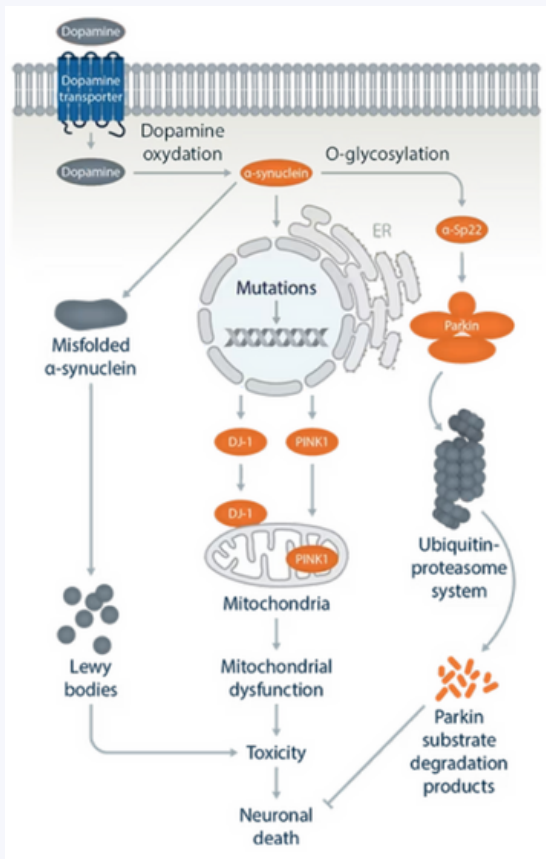 Dopamine
Dopamine
transporter
Dopamine
Dopamine
oxydation
α-synuclein
O-glycosylation
ER
α-Sp22
Mutations
Parkin
Misfolded
α-synuclein
DJ-1
PINK1
DJ-1
PINK1
Mitochondria
Ubiquitin-
proteasome
system
Lewy
bodies
Mitochondrial
dysfunction
Parkin
substrate
degradation
products
Toxicity
Neuronal
death